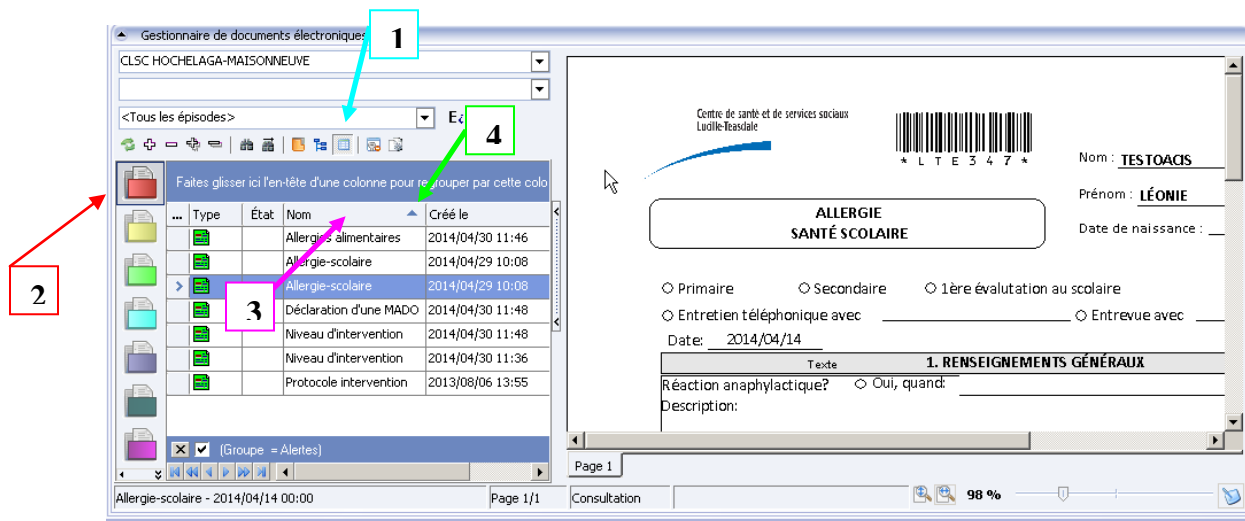 Gestionnaire de documents électroniques
1
CLSC HOCHELAGA-MAISONNEUVE
<Tous les épisodes>
4
Faites glisser ici l'en-tête d'une colonne pour regrouper par cette colo
... Type État Nom Créé le
Allergies alimentaires 2014/04/30 11:46
Allergie-scolaire 2014/04/29 10:08
Allergie-scolaire 2014/04/29 10:08
Déclaration d'une MADO 2014/04/30 11:48
Niveau d'intervention 2014/04/30 11:48
Niveau d'intervention 2014/04/30 11:36
Protocole intervention 2013/08/06 13:55
2
3
(Groupe = Alertes)
Allergie-scolaire - 2014/04/14 00:00 Page 1/1
Centre de santé et de services sociaux
Lucille-Teasdale
* L T E 3 4 7 *
Nom : TESTOACIS
Prénom : LÉONIE
Date de naissance :
ALLERGIE
SANTÉ SCOLAIRE
Primaire Secondaire 1ère évalutation au scolaire
Entretien téléphonique avec Entrevue avec
Date: 2014/04/14
Texte 1. RENSEIGNEMENTS GÉNÉRAUX
Réaction anaphylactique? Oui, quand:
Description:
Page 1
Consultation 98 %